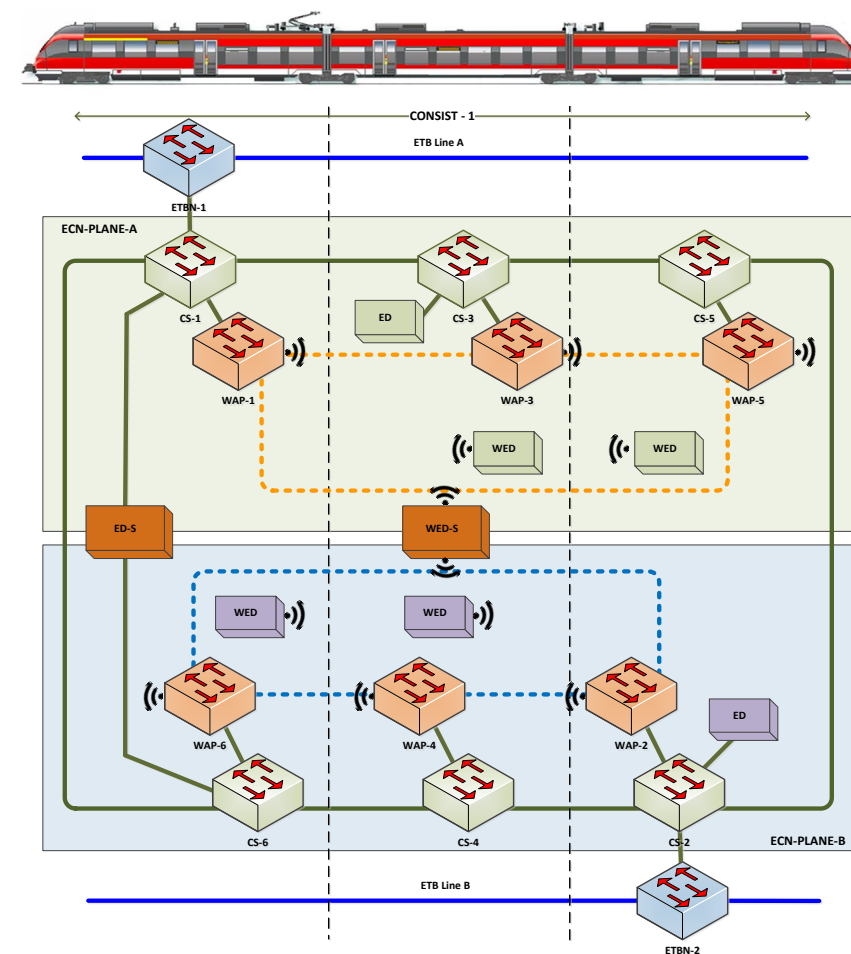 CONSIST - 1
ETB Line A
ETBN-1
ECN-PLANE-A
CS-1
ED
CS-3
CS-5
WAP-1
WAP-3
WAP-5
WED
WED
ED-S
WED-S
WED
WED
ED
WAP-6
WAP-4
WAP-2
CS-6
CS-4
CS-2
ECN-PLANE-B
ETB Line B
ETBN-2